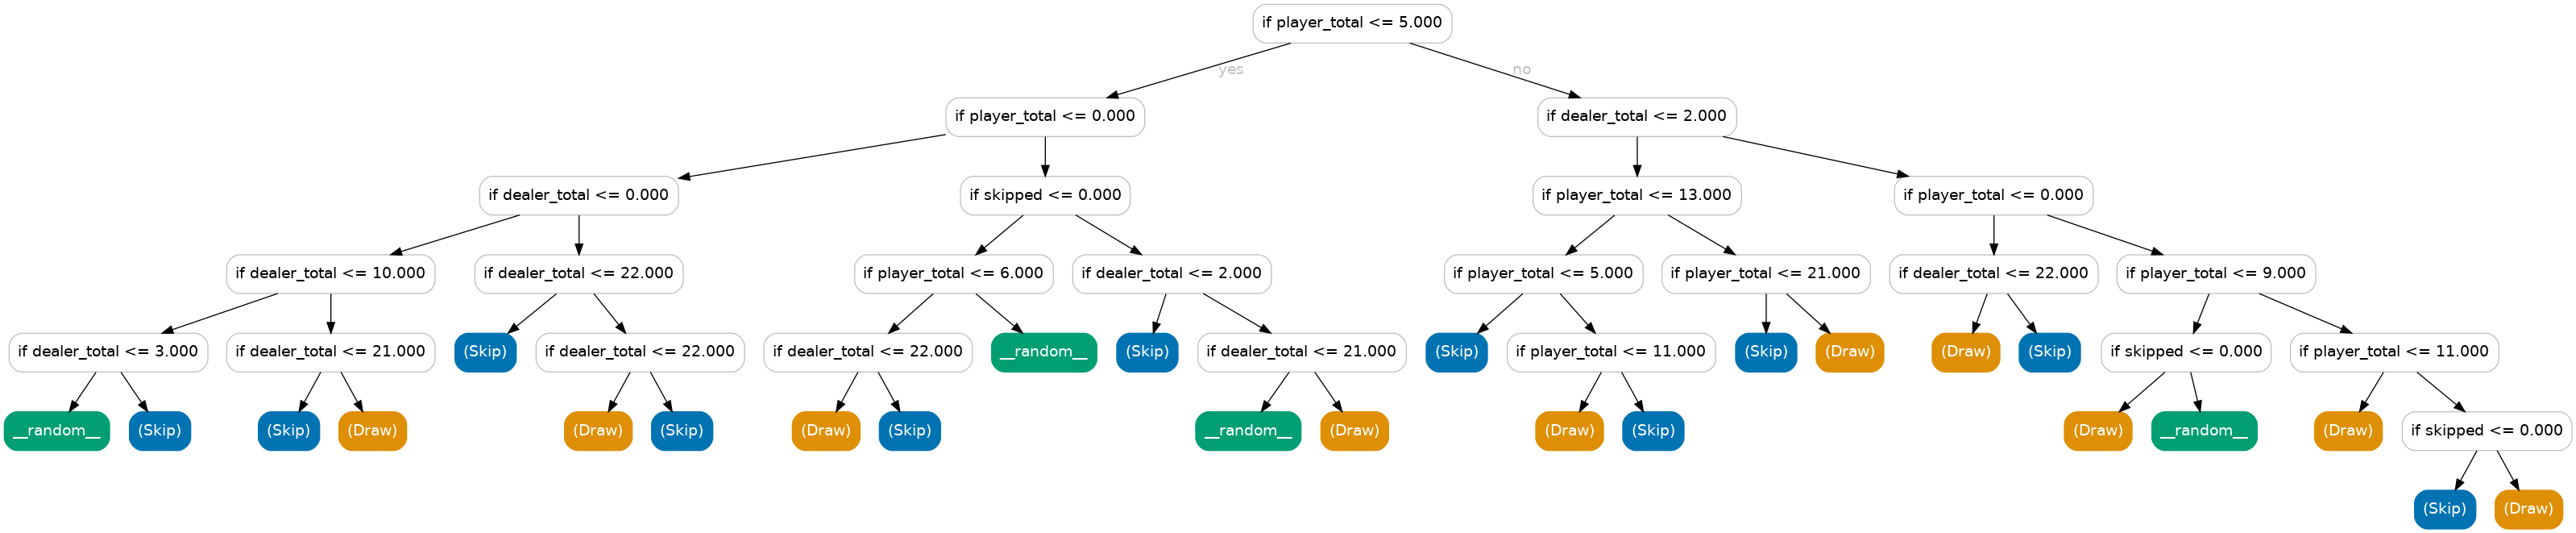 if player_total <= 5.000
yes
no
if player_total <= 0.000
if dealer_total <= 2.000
if dealer_total <= 0.000
if skipped <= 0.000
if player_total <= 13.000
if player_total <= 0.000
if dealer_total <= 10.000
if dealer_total <= 22.000
if player_total <= 6.000
if dealer_total <= 2.000
if player_total <= 5.000
if player_total <= 21.000
if dealer_total <= 22.000
if player_total <= 9.000
if dealer_total <= 3.000
if dealer_total <= 21.000
(Skip)
if dealer_total <= 22.000
if dealer_total <= 22.000
__random__
(Skip)
if dealer_total <= 21.000
(Skip)
if player_total <= 11.000
(Skip)
(Draw)
(Draw)
(Skip)
if skipped <= 0.000
if player_total <= 11.000
__random__
(Skip)
(Skip)
(Draw)
(Draw)
(Skip)
(Draw)
(Skip)
__random__
(Draw)
(Draw)
(Skip)
(Draw)
__random__
(Draw)
if skipped <= 0.000
(Skip)
(Draw)